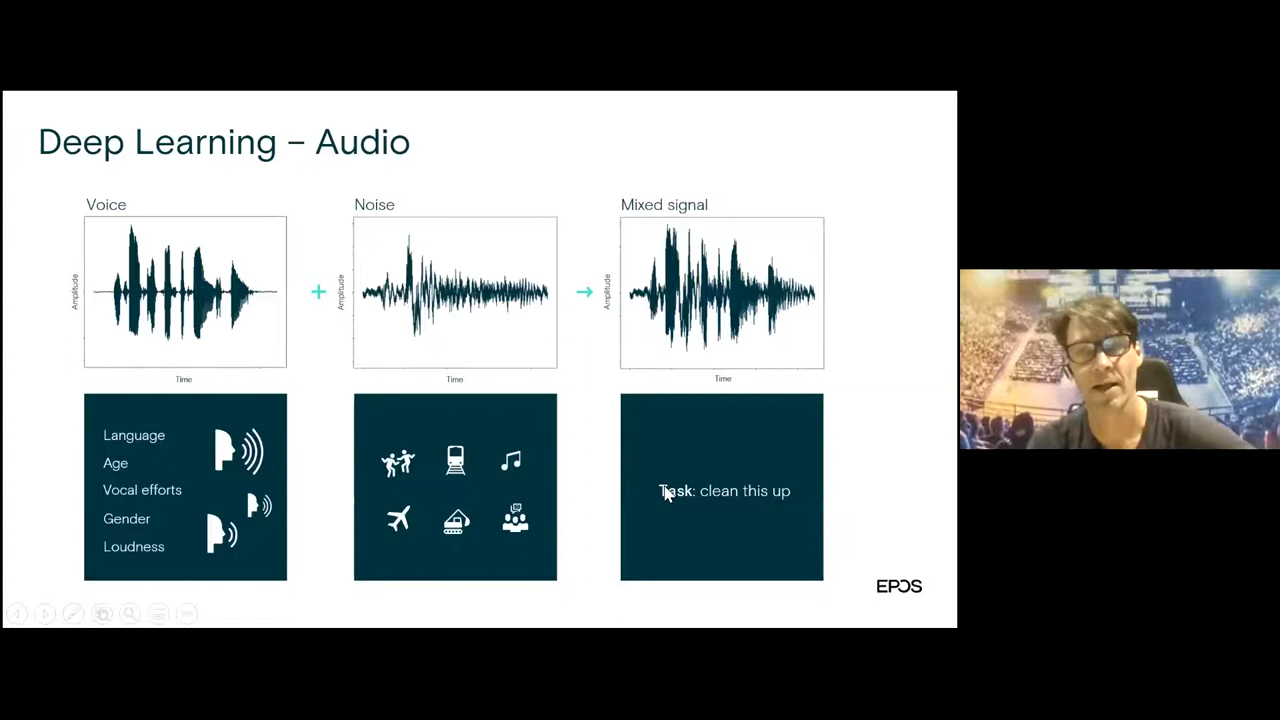 Deep Learning – Audio
Voice
Noise
Mixed signal
Amplitude
Amplitude
Amplitude
Time
Time
Time
Language
Age
Vocal efforts
Gender
Loudness
Task: clean this up
EPOS